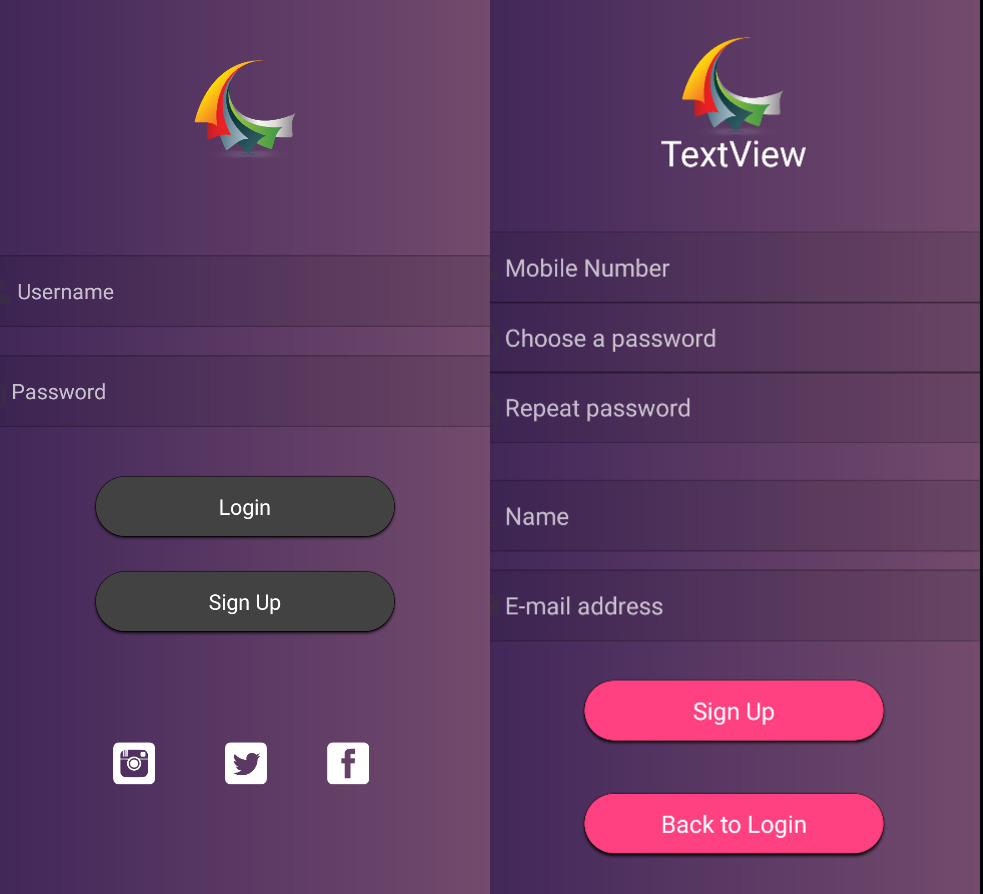 Username
Password
Login
Sign Up
TextView
Mobile Number
Choose a password
Repeat password
Name
E-mail address
Sign Up
Back to Login